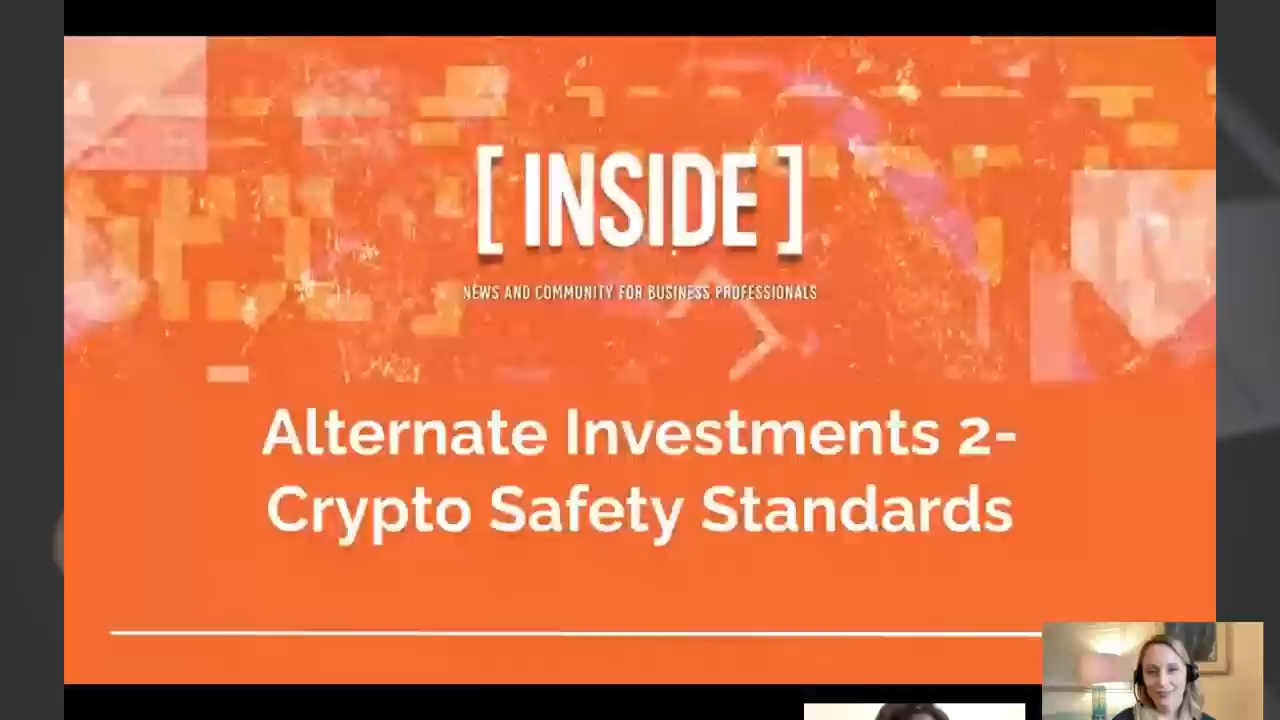 [ INSIDE ]
NEWS AND COMMUNITY FOR BUSINESS PROFESSIONALS
Alternate Investments 2-
Crypto Safety Standards